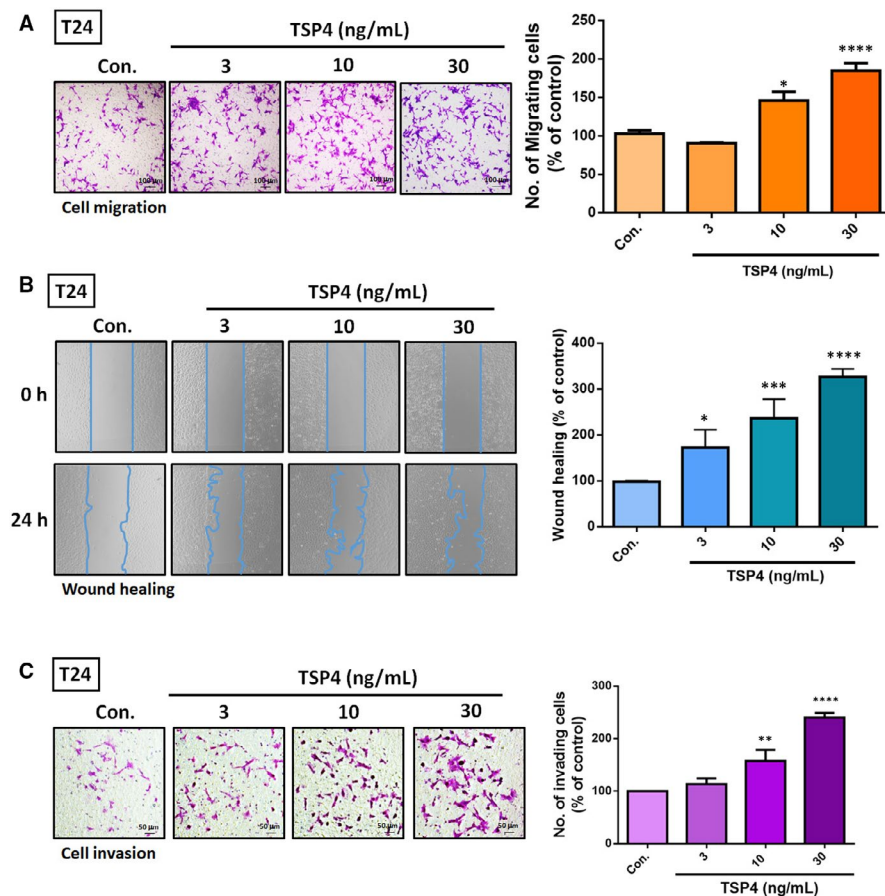 A
T24
TSP4 (ng/mL)
Con.
3
10
30
100 μm
100 μm
100 μm
100 μm
Cell migration
No. of Migrating cells
(% of control)
250
200
150
100
50
0
*
****
Con.
3
10
30
TSP4 (ng/mL)
B
T24
TSP4 (ng/mL)
Con.
3
10
30
0 h
24 h
Wound healing
Wound healing (% of control)
400
300
200
100
0
*
***
****
Con.
3
10
30
TSP4 (ng/mL)
C
T24
TSP4 (ng/mL)
Con.
3
10
30
50 μm
50 μm
50 μm
50 μm
Cell invasion
No. of invading cells
(% of control)
300
200
100
0
**
****
Con.
3
10
30
TSP4 (ng/mL)